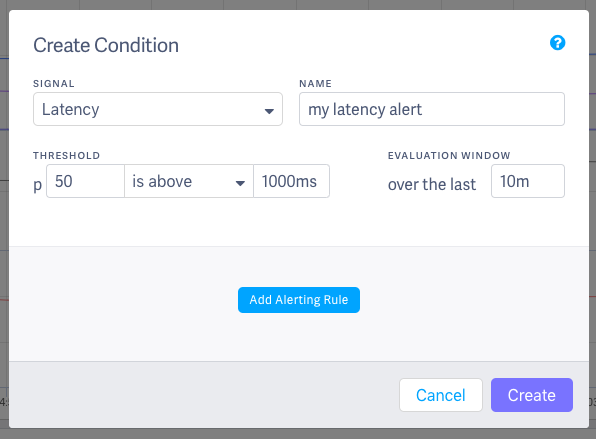 Create Condition
?
SIGNAL
NAME
Latency
my latency alert
THRESHOLD
EVALUATION WINDOW
p 50 is above 1000ms
over the last 10m
Add Alerting Rule
Cancel
Create